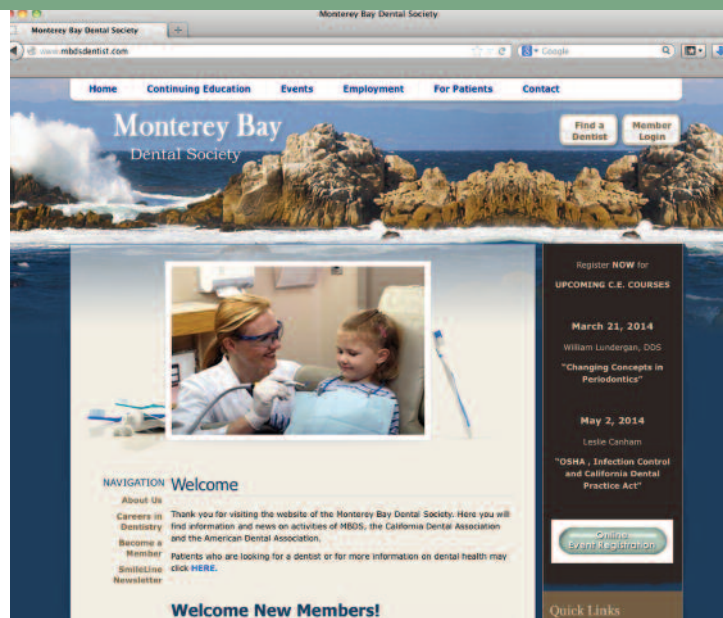 Monterey Bay Dental Society
Monterey Bay Dental Society
www.mbdsdentist.com
Google
Home Continuing Education Events Employment For Patients Contact
Monterey Bay
Dental Society
Find a
Dentist
Member
Login
Register NOW for
UPCOMING C.E. COURSES
March 21, 2014
William Lundergan, DDS
"Changing Concepts in
Periodontics"
May 2, 2014
Leslie Canham
"OSHA , Infection Control
and California Dental
Practice Act"
Online
Event Registration
Quick Links
NAVIGATION
About Us
Careers in
Dentistry
Become a
Member
SmileLine
Newsletter
Welcome
Thank you for visiting the website of the Monterey Bay Dental Society. Here you will
find information and news on activities of MBDS, the California Dental Association
and the American Dental Association.
Patients who are looking for a dentist or for more information on dental health may
click HERE.
Welcome New Members!